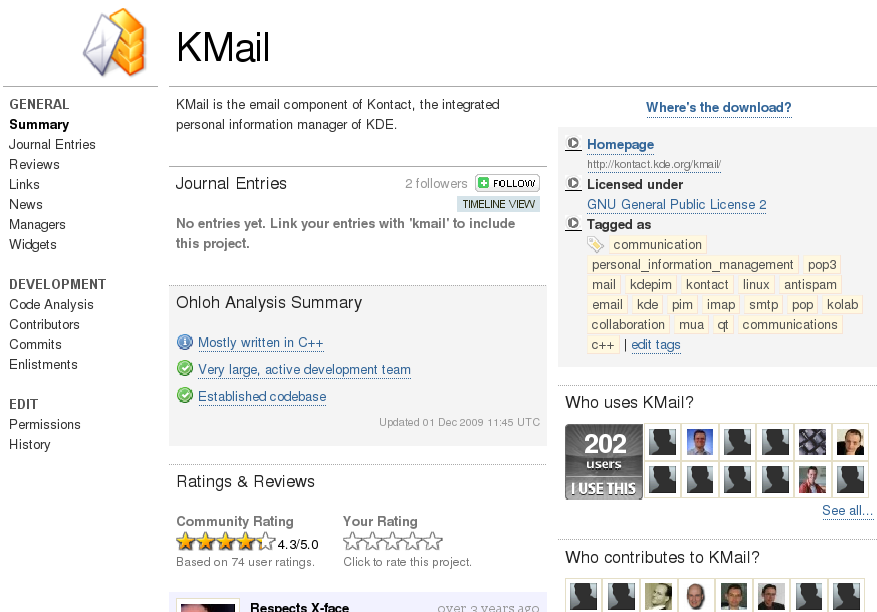 KMail
GENERAL
Summary
Journal Entries
Reviews
Links
News
Managers
Widgets
DEVELOPMENT
Code Analysis
Contributors
Commits
Enlistments
EDIT
Permissions
History
KMail is the email component of Kontact, the integrated
personal information manager of KDE.
Journal Entries
2 followers FOLLOW
TIMELINE VIEW
No entries yet. Link your entries with 'kmail' to include
this project.
Ohloh Analysis Summary
Mostly written in C++
Very large, active development team
Established codebase
Updated 01 Dec 2009 11:45 UTC
Ratings & Reviews
Community Rating
4.3/5.0
Based on 74 user ratings.
Your Rating
Click to rate this project.
Respects X-face over 3 years ago
Where's the download?
Homepage
http://kontact.kde.org/kmail/
Licensed under
GNU General Public License 2
Tagged as
communication
personal_information_management pop3
mail kdepim kontact linux antispam
email kde pim imap smtp pop kolab
collaboration mua qt communications
c++ | edit tags
Who uses KMail?
202
users
I USE THIS
See all...
Who contributes to KMail?